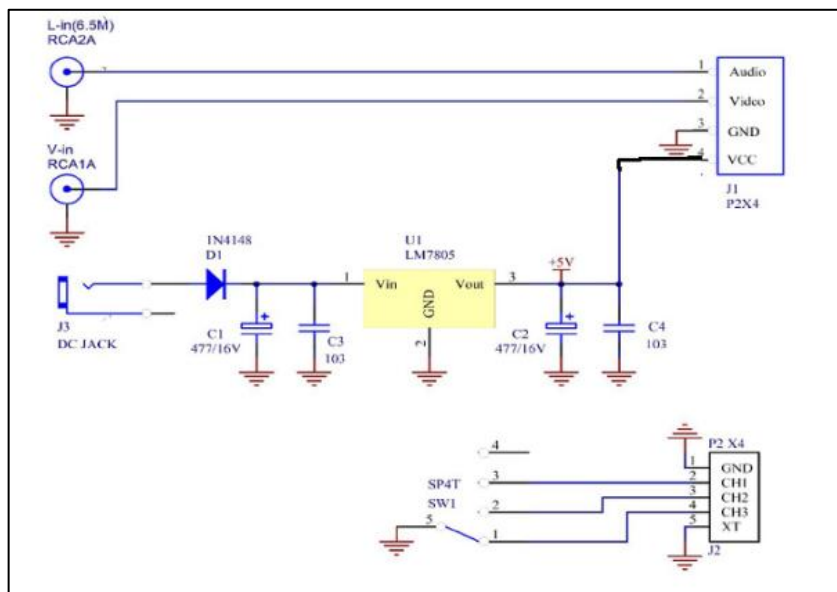 L-in(6.5M)
RCA2A
1 Audio
2 Video
3 GND
4 VCC
J1
P2X4
V-in
RCA1A
1N4148
D1
U1
LM7805
+5V
1 Vin
Vout 3
GND
2
J3
DC JACK
C1
477/16V
+
C3
103
C2
477/16V
+
C4
103
P2 X4
4
SP4T
3
SW1
2
5
1
1 GND
2 CH1
3 CH2
4 CH3
5 XT
J2